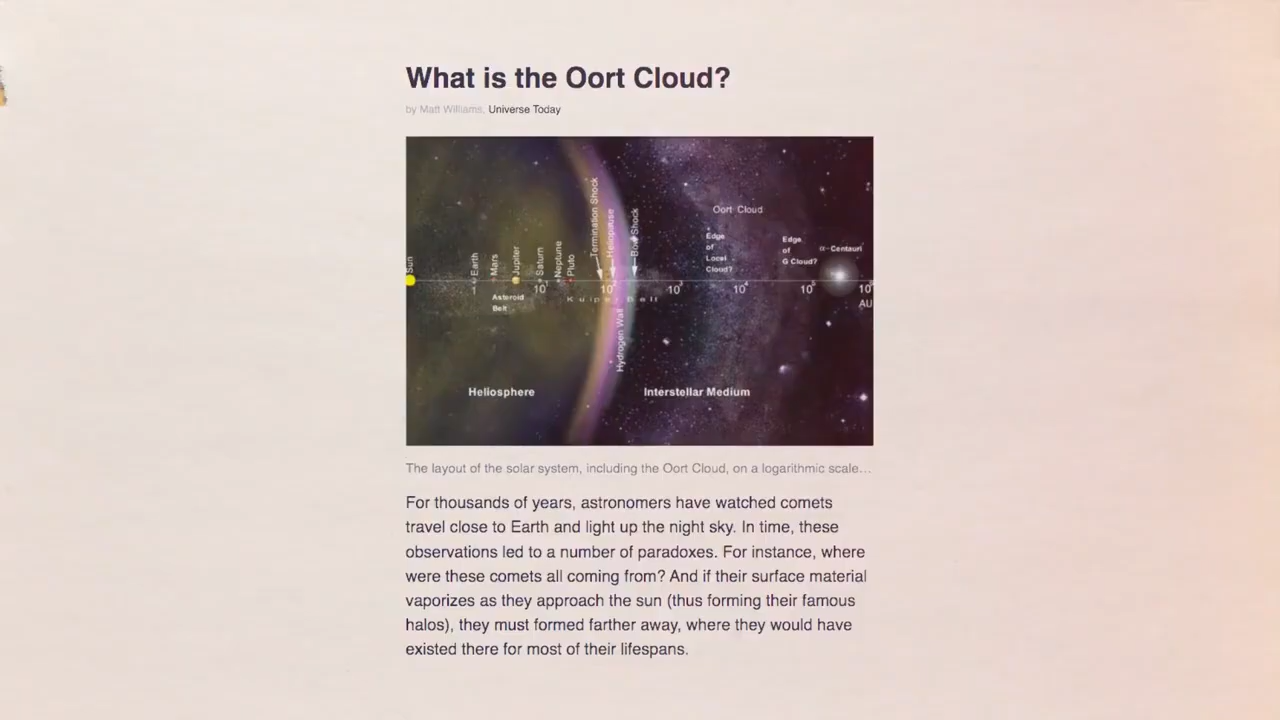 What is the Oort Cloud?
by Matt Williams, Universe Today
Sun
Earth
Mars
Jupiter
Saturn
Neptune
Pluto
Termination Shock
Heliopause
Bow Shock
Oort Cloud
Edge
of
Local
Cloud?
Edge
of
G Cloud?
α-Centauri
1
10
10
10
10
10
10
AU
Asteroid
Belt
Kuiper Belt
Hydrogen Wall
Heliosphere
Interstellar Medium
The layout of the solar system, including the Oort Cloud, on a logarithmic scale…
For thousands of years, astronomers have watched comets
travel close to Earth and light up the night sky. In time, these
observations led to a number of paradoxes. For instance, where
were these comets all coming from? And if their surface material
vaporizes as they approach the sun (thus forming their famous
halos), they must formed farther away, where they would have
existed there for most of their lifespans.